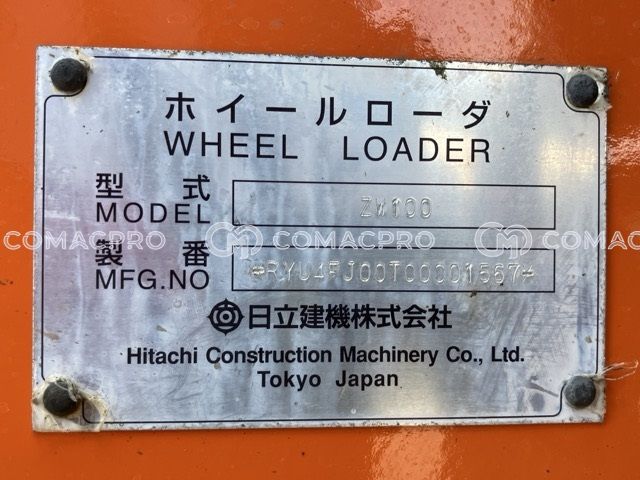 ホイールローダ
WHEEL LOADER
型式
MODEL ZW100
製番
MFG.NO *RYU4FJ00T00001567*
日立建機株式会社
Hitachi Construction Machinery Co., Ltd.
Tokyo Japan
COMACPRO COMACPRO COMACPRO